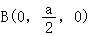 B(0, a/2, 0)